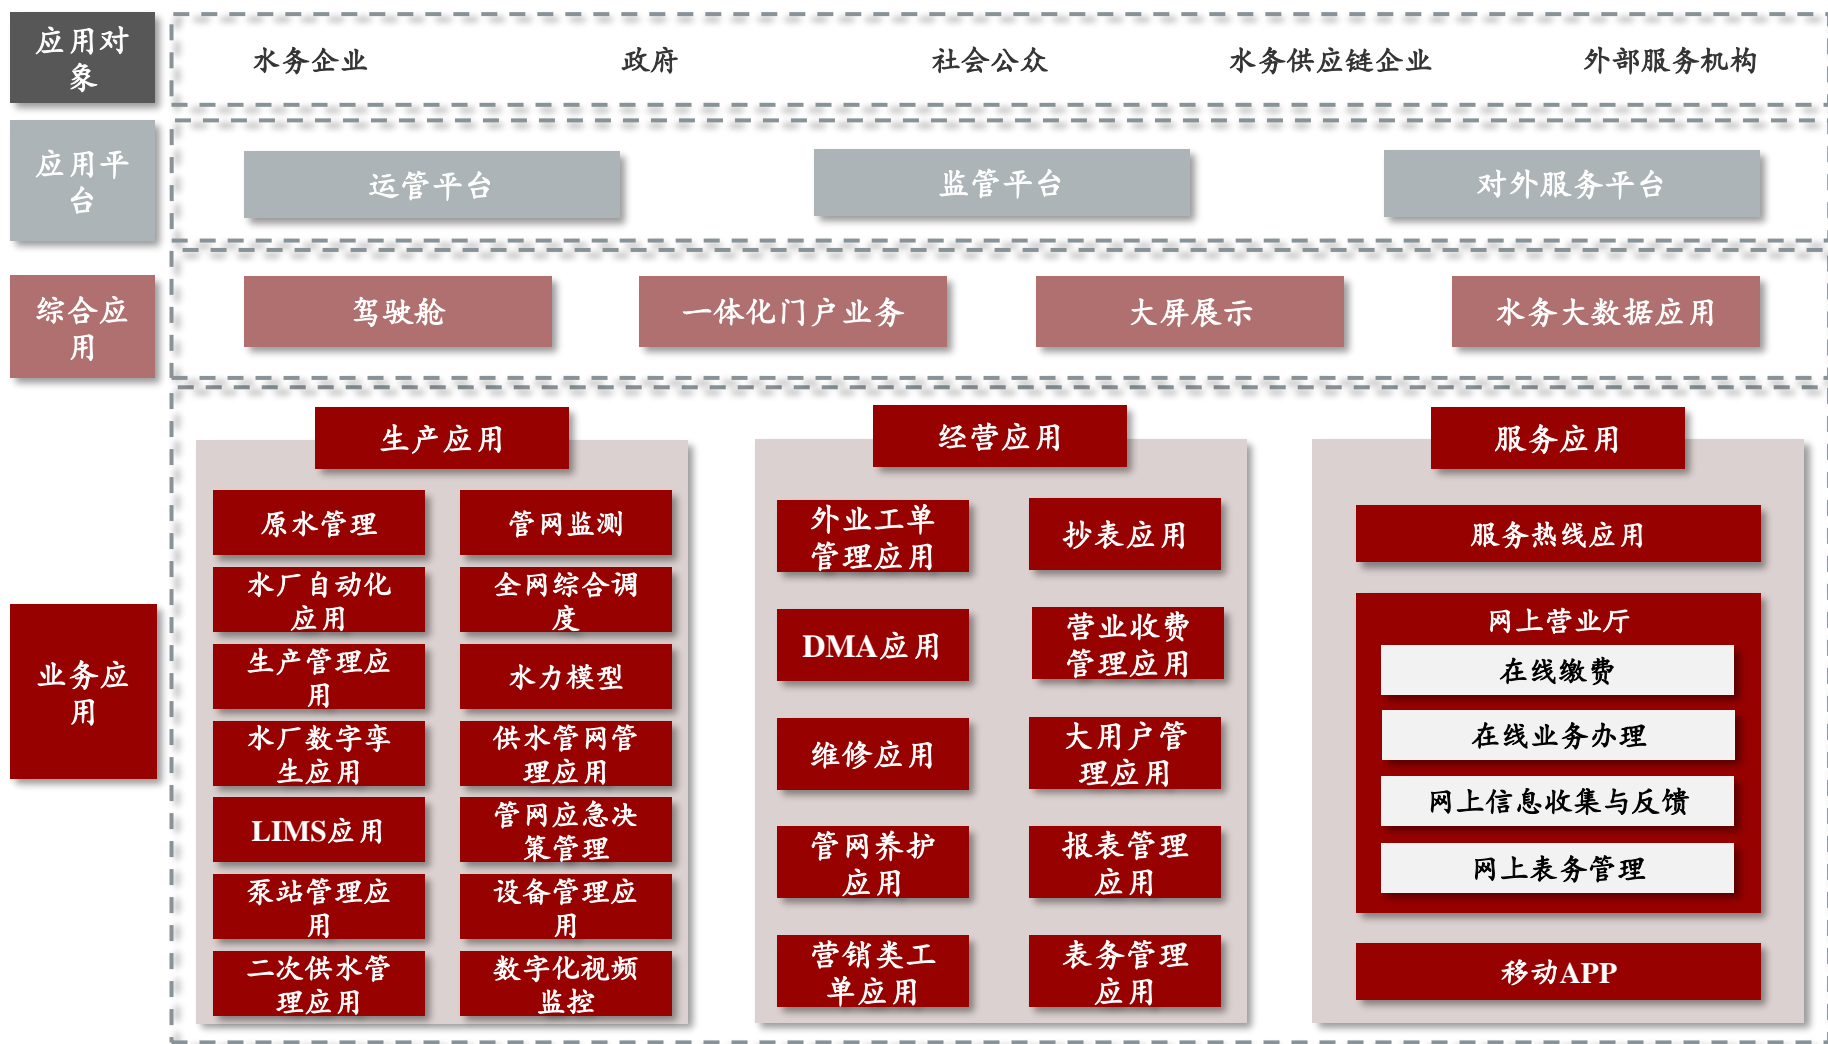 应用对
象
水务企业
政府
社会公众
水务供应链企业
外部服务机构
应用平
台
运管平台
监管平台
对外服务平台
综合应
用
驾驶舱
一体化门户业务
大屏展示
水务大数据应用
业务应
用
生产应用
原水管理
管网监测
水厂自动化
应用
全网综合调
度
生产管理应
用
水力模型
水厂数字孪
生应用
供水管网管
理应用
LIMS应用
管网应急决
策管理
泵站管理应
用
设备管理应
用
二次供水管
理应用
数字化视频
监控
经营应用
外业工单
管理应用
抄表应用
DMA应用
营业收费
管理应用
维修应用
大用户管
理应用
管网养护
应用
报表管理
应用
营销类工
单应用
表务管理
应用
服务应用
服务热线应用
网上营业厅
在线缴费
在线业务办理
网上信息收集与反馈
网上表务管理
移动APP